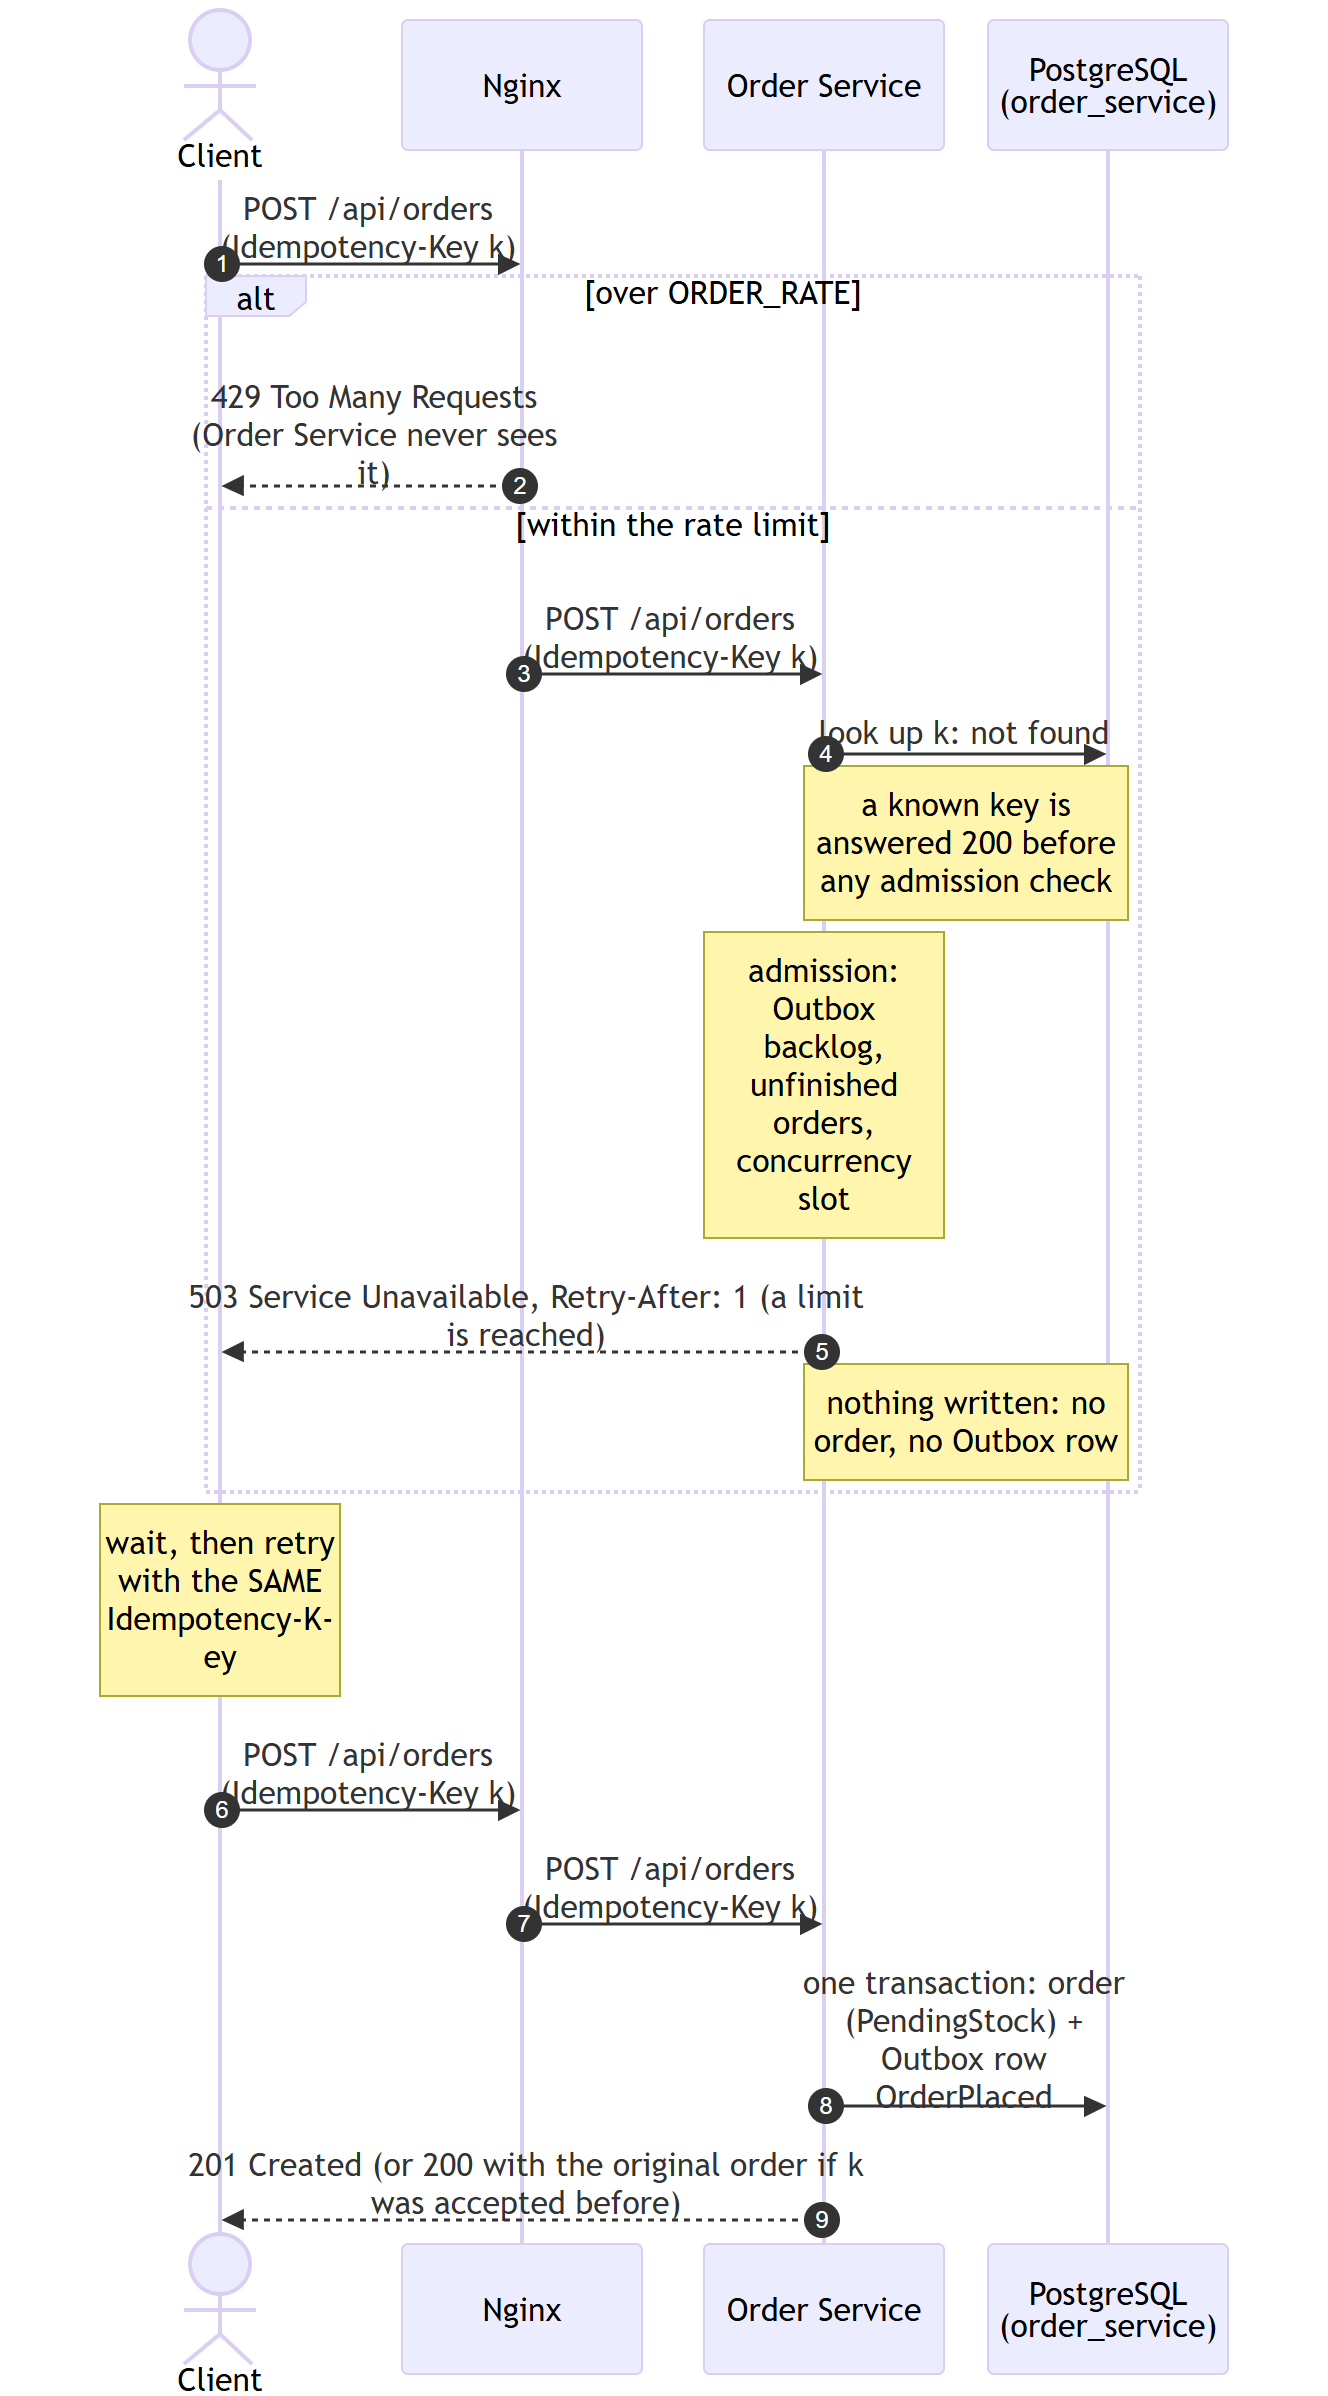 Client
Nginx
Order Service
PostgreSQL
(order_service)
POST /api/orders
(Idempotency-Key k)
1
alt
[over ORDER_RATE]
429 Too Many Requests
(Order Service never sees
it)
2
[within the rate limit]
POST /api/orders
(Idempotency-Key k)
3
look up k: not found
4
a known key is
answered 200 before
any admission check
admission:
Outbox
backlog,
unfinished
orders,
concurrency
slot
503 Service Unavailable, Retry-After: 1 (a limit
is reached)
5
nothing written: no
order, no Outbox row
wait, then retry
with the SAME
Idempotency-K-
ey
POST /api/orders
(Idempotency-Key k)
6
POST /api/orders
(Idempotency-Key k)
7
one transaction: order
(PendingStock) +
Outbox row
OrderPlaced
8
201 Created (or 200 with the original order if k
was accepted before)
9
Client
Nginx
Order Service
PostgreSQL
(order_service)